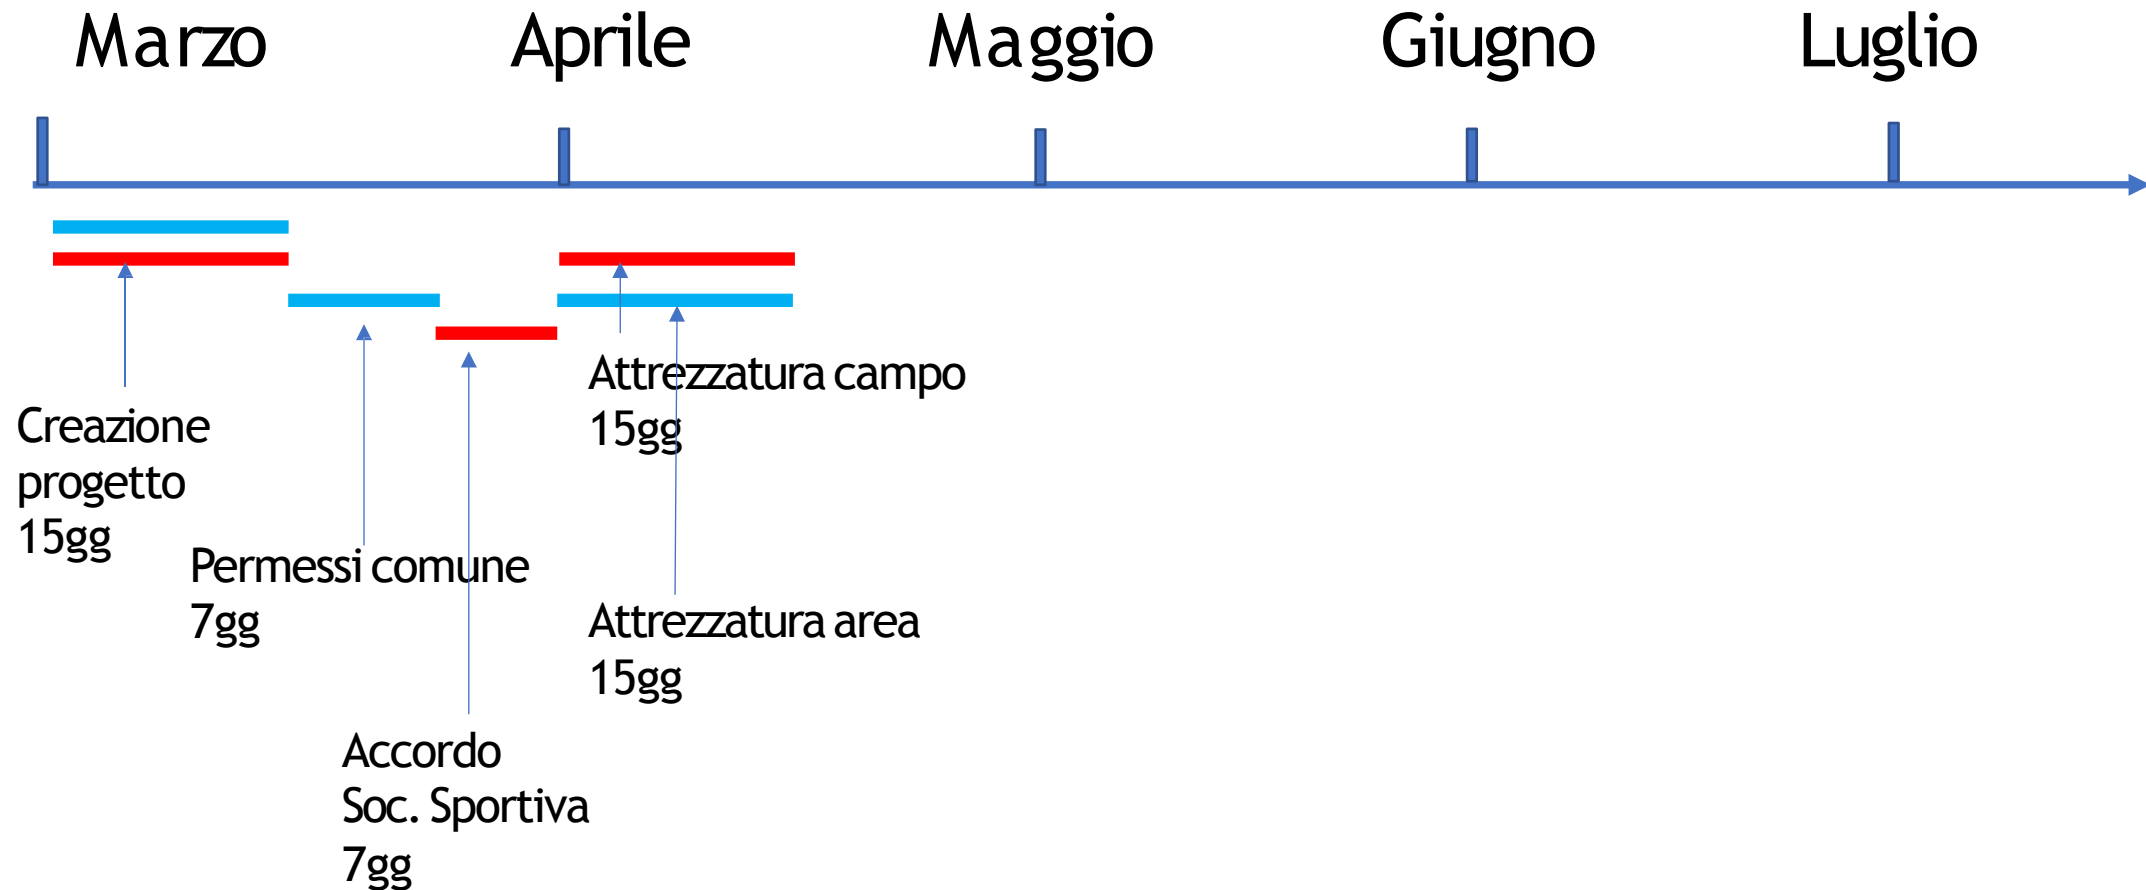 Marzo
Aprile
Maggio
Giugno
Luglio
Creazione
progetto
15gg
Permessi comune
7gg
Accordo
Soc. Sportiva
7gg
Attrezzatura campo
15gg
Attrezzatura area
15gg